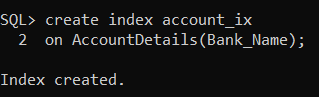 SQL> create index account_ix
2 on AccountDetails(Bank_Name);
Index created.